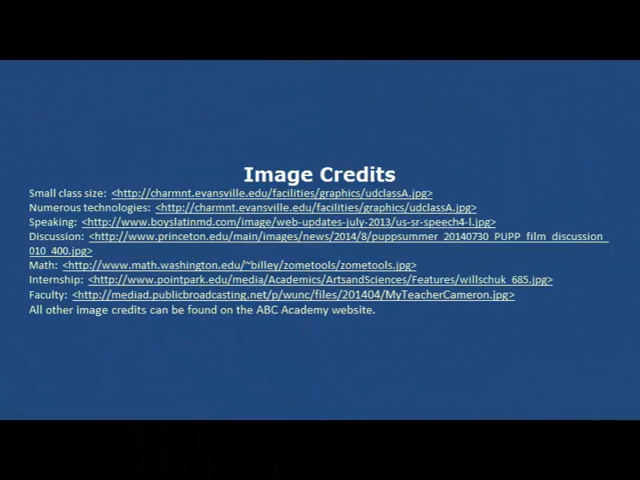 Image Credits
Small class size: <http://charmnt.evansville.edu/facilities/graphics/udclassA.jpg>
Numerous technologies: <http://charmnt.evansville.edu/facilities/graphics/udclassA.jpg>
Speaking: <http://www.boyslatinmd.com/image/web-updates-july-2013/us-sr-speech4-l.jpg>
Discussion: <http://www.princeton.edu/main/images/news/2014/8/puppsummer_20140730_PUPP_film_discussion_
010_400.jpg>
Math: <http://www.math.washington.edu/~billey/zometools/zometools.jpg>
Internship: <http://www.pointpark.edu/media/Academics/ArtsandSciences/Features/willschuk_685.jpg>
Faculty: <http://mediad.publicbroadcasting.net/p/wunc/files/201404/MyTeacherCameron.jpg>
All other image credits can be found on the ABC Academy website.